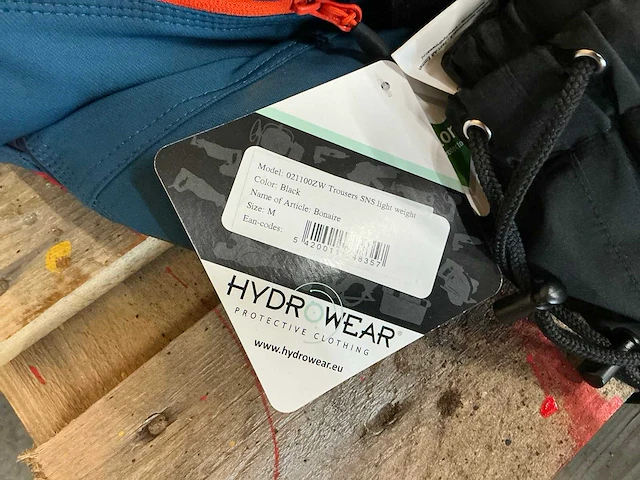 Model: 021100ZW Trousers SNS light weight
Color: Black
Name of Article: Bonaire
Size: M
Ean-codes:
HYDROWEAR
PROTECTIVE CLOTHING
www.hydrowear.eu